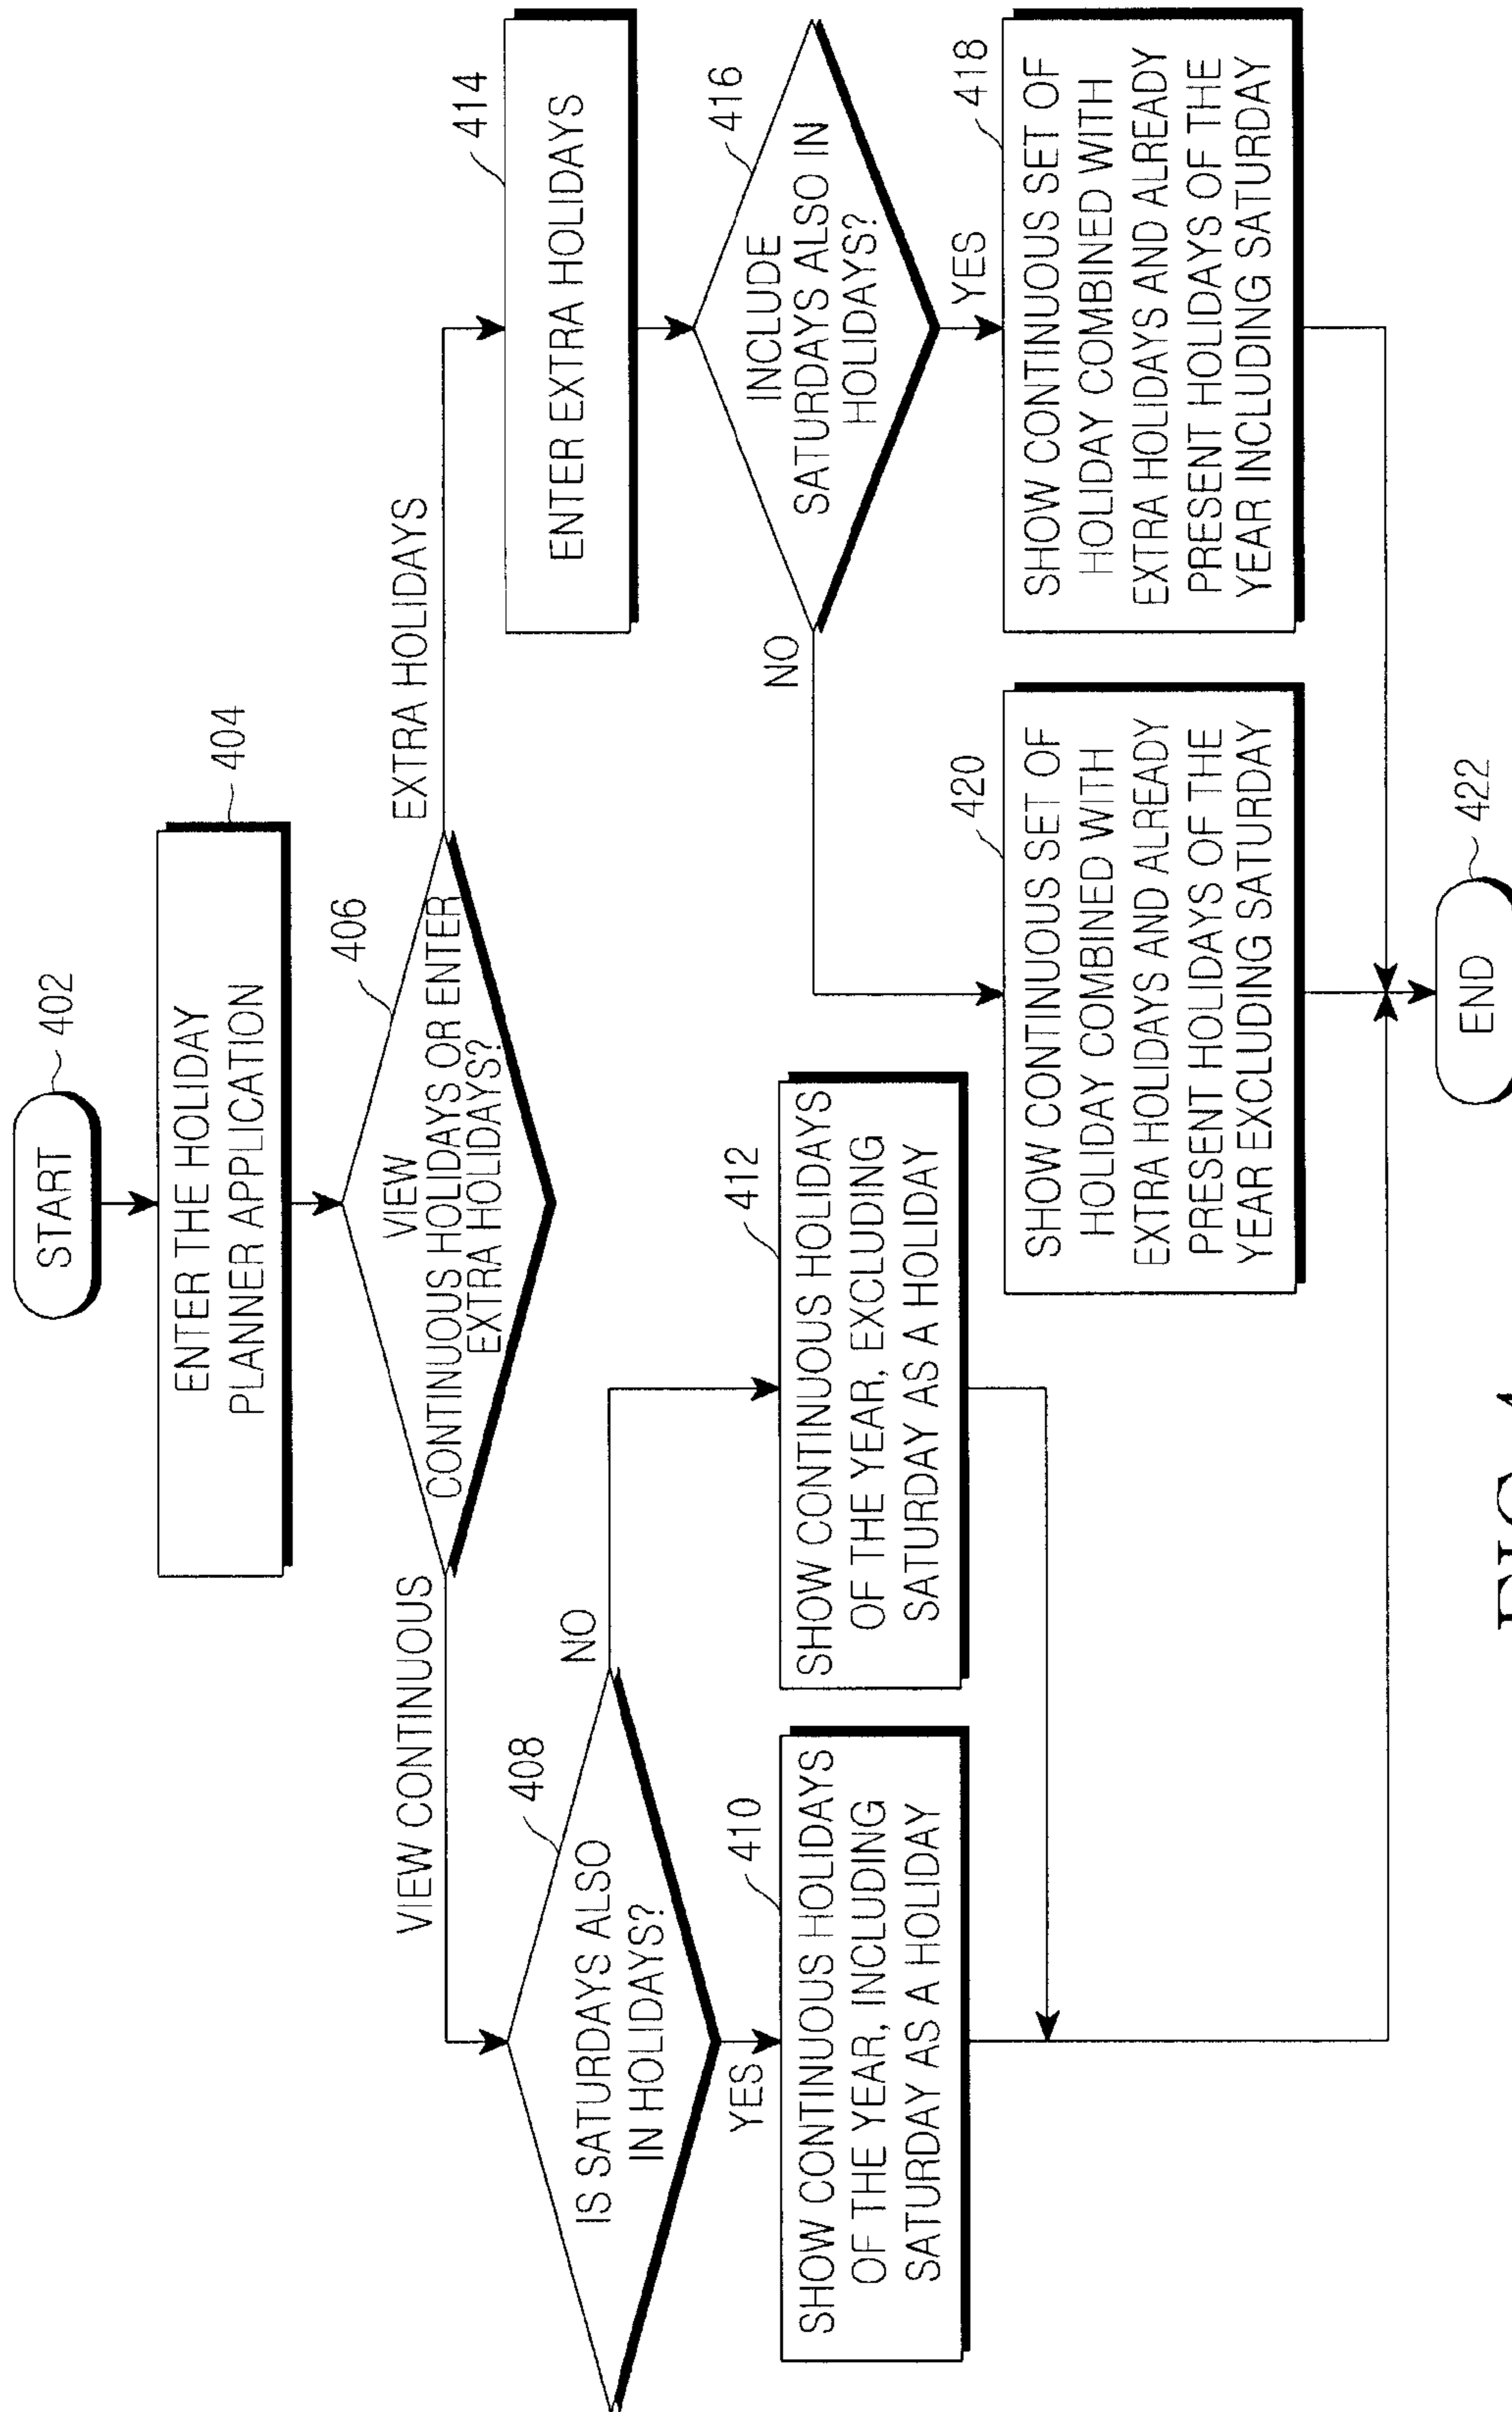 START
402
ENTER THE HOLIDAY
PLANNER APPLICATION
404
VIEW
CONTINUOUS HOLIDAYS OR ENTER
EXTRA HOLIDAYS?
406
VIEW CONTINUOUS
EXTRA HOLIDAYS
IS SATURDAYS ALSO
IN HOLIDAYS?
408
NO
YES
SHOW CONTINUOUS HOLIDAYS
OF THE YEAR, INCLUDING
SATURDAY AS A HOLIDAY
410
SHOW CONTINUOUS HOLIDAYS
OF THE YEAR, EXCLUDING
SATURDAY AS A HOLIDAY
412
ENTER EXTRA HOLIDAYS
414
INCLUDE
SATURDAYS ALSO IN
HOLIDAYS?
416
NO
YES
SHOW CONTINUOUS SET OF
HOLIDAY COMBINED WITH
EXTRA HOLIDAYS AND ALREADY
PRESENT HOLIDAYS OF THE
YEAR EXCLUDING SATURDAY
420
SHOW CONTINUOUS SET OF
HOLIDAY COMBINED WITH
EXTRA HOLIDAYS AND ALREADY
PRESENT HOLIDAYS OF THE
YEAR INCLUDING SATURDAY
418
END
422